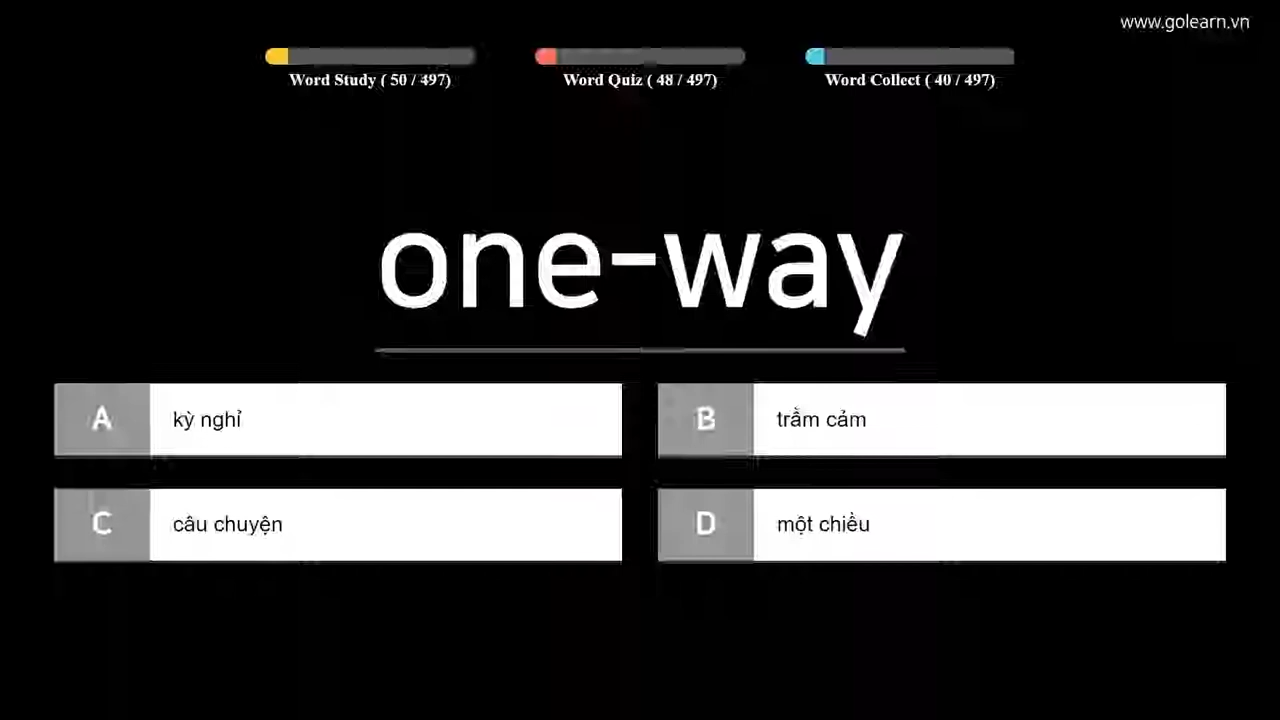 www.golearn.vn
Word Study ( 50 / 497)
Word Quiz ( 48 / 497)
Word Collect ( 40 / 497)
one-way
A kỳ nghỉ
B trầm cảm
C câu chuyện
D một chiều